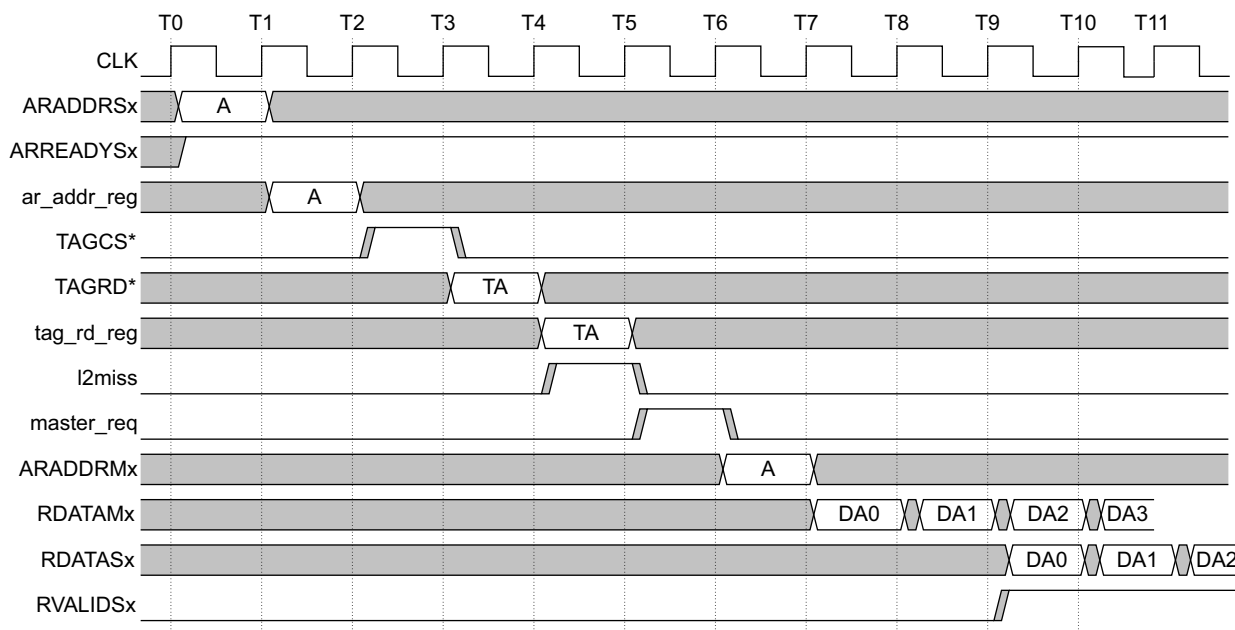 T0 T1 T2 T3 T4 T5 T6 T7 T8 T9 T10 T11
CLK
ARADDRSx A
ARREADYSx
ar_addr_reg A
TAGCS*
TAGRD* TA
tag_rd_reg TA
l2miss
master_req
ARADDRMx A
RDATAMx DA0 DA1 DA2 DA3
RDATASx DA0 DA1 DA2
RVALIDSx